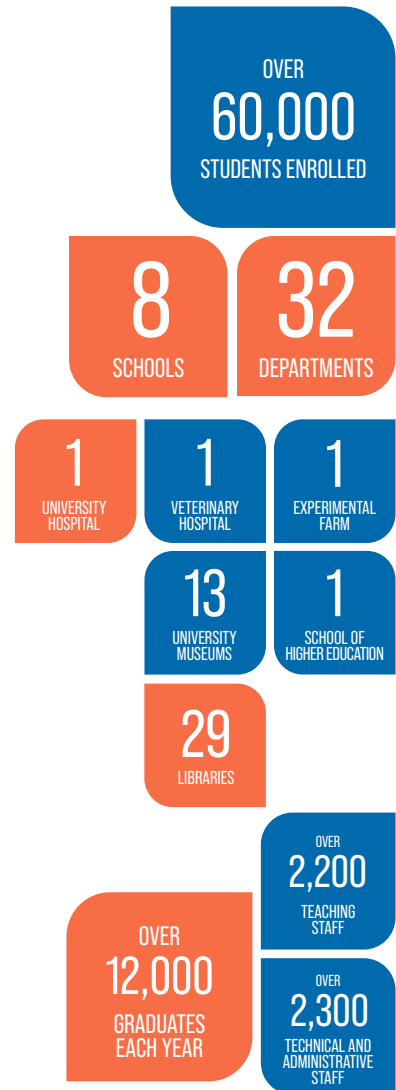 OVER
60,000
STUDENTS ENROLLED
8
SCHOOLS
32
DEPARTMENTS
1
UNIVERSITY
HOSPITAL
1
VETERINARY
HOSPITAL
1
EXPERIMENTAL
FARM
13
UNIVERSITY
MUSEUMS
1
SCHOOL OF
HIGHER EDUCATION
29
LIBRARIES
OVER
2,200
TEACHING
STAFF
OVER
12,000
GRADUATES
EACH YEAR
OVER
2,300
TECHNICAL AND
ADMINISTRATIVE
STAFF